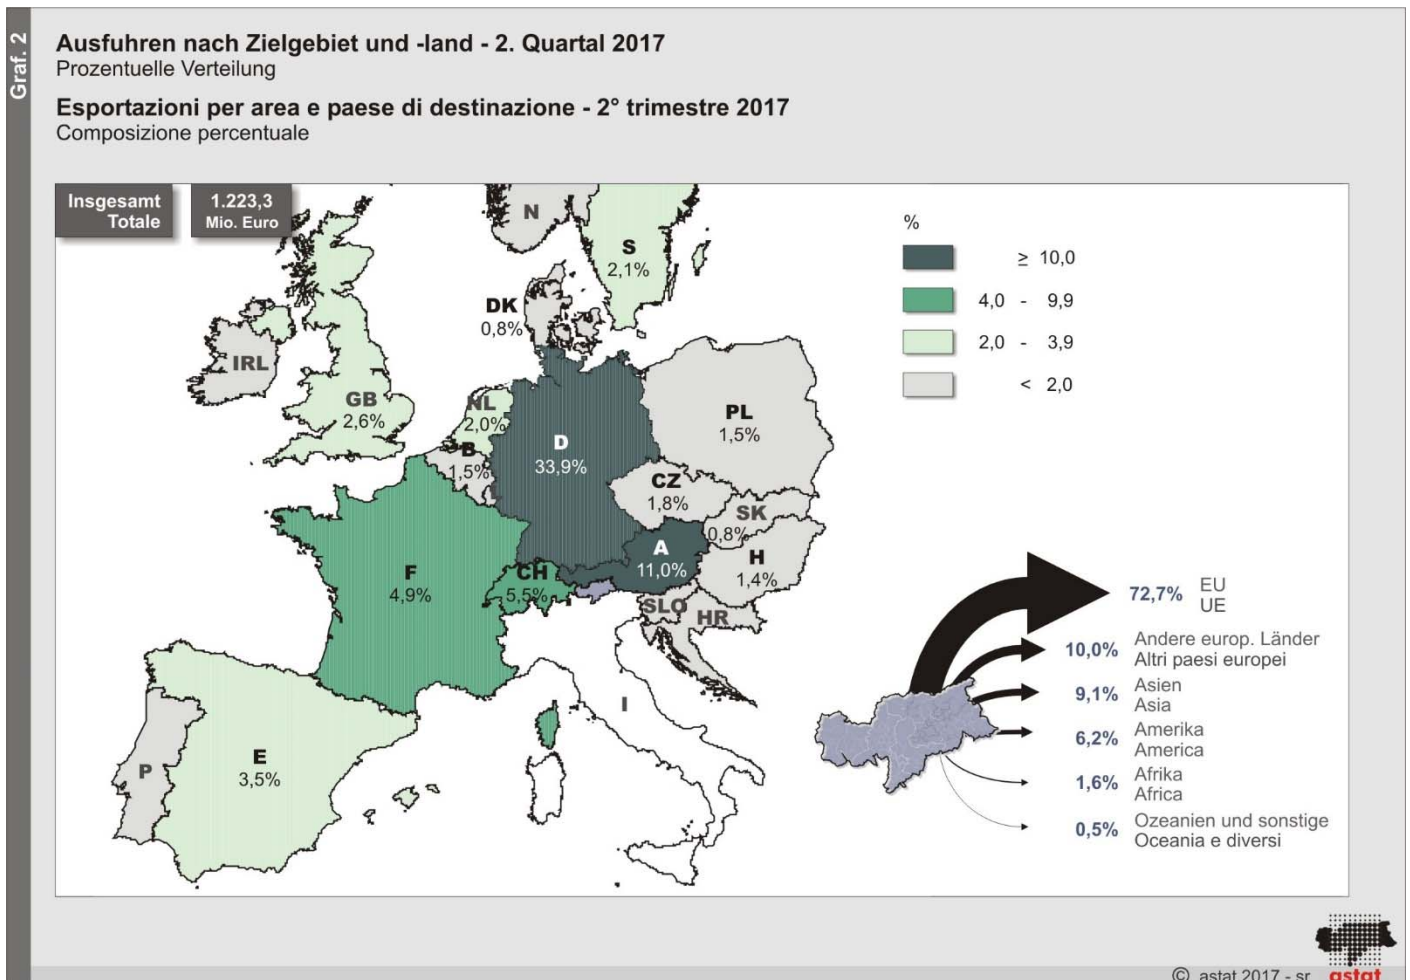 Graf. 2
Ausfuhren nach Zielgebiet und -land - 2. Quartal 2017
Prozentuelle Verteilung
Esportazioni per area e paese di destinazione - 2° trimestre 2017
Composizione percentuale
Insgesamt
Totale
1.223,3
Mio. Euro
%
≥ 10,0
4,0 - 9,9
2,0 - 3,9
< 2,0
N
S
2,1%
DK
0,8%
IRL
GB
2,6%
NL
2,0%
B
1,5%
L
D
33,9%
PL
1,5%
CZ
1,8%
SK
0,8%
A
11,0%
H
1,4%
F
4,9%
CH
5,5%
SLO
HR
I
P
E
3,5%
72,7% EU
UE
10,0% Andere europ. Länder
Altri paesi europei
9,1% Asien
Asia
6,2% Amerika
America
1,6% Afrika
Africa
0,5% Ozeanien und sonstige
Oceania e diversi
© astat 2017 - sr
astat